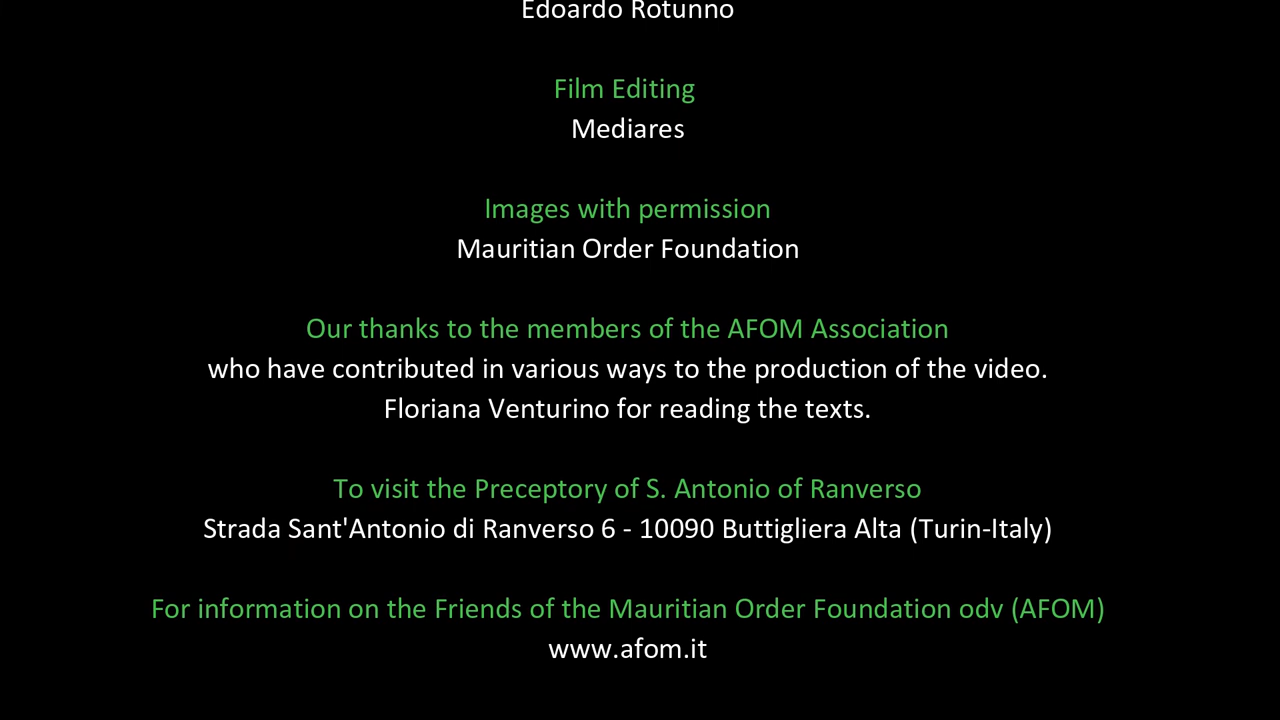 Edoardo Rotunno
Film Editing
Mediares
Images with permission
Mauritian Order Foundation
Our thanks to the members of the AFOM Association
who have contributed in various ways to the production of the video.
Floriana Venturino for reading the texts.
To visit the Preceptory of S. Antonio of Ranverso
Strada Sant'Antonio di Ranverso 6 - 10090 Buttigliera Alta (Turin-Italy)
For information on the Friends of the Mauritian Order Foundation odv (AFOM)
www.afom.it